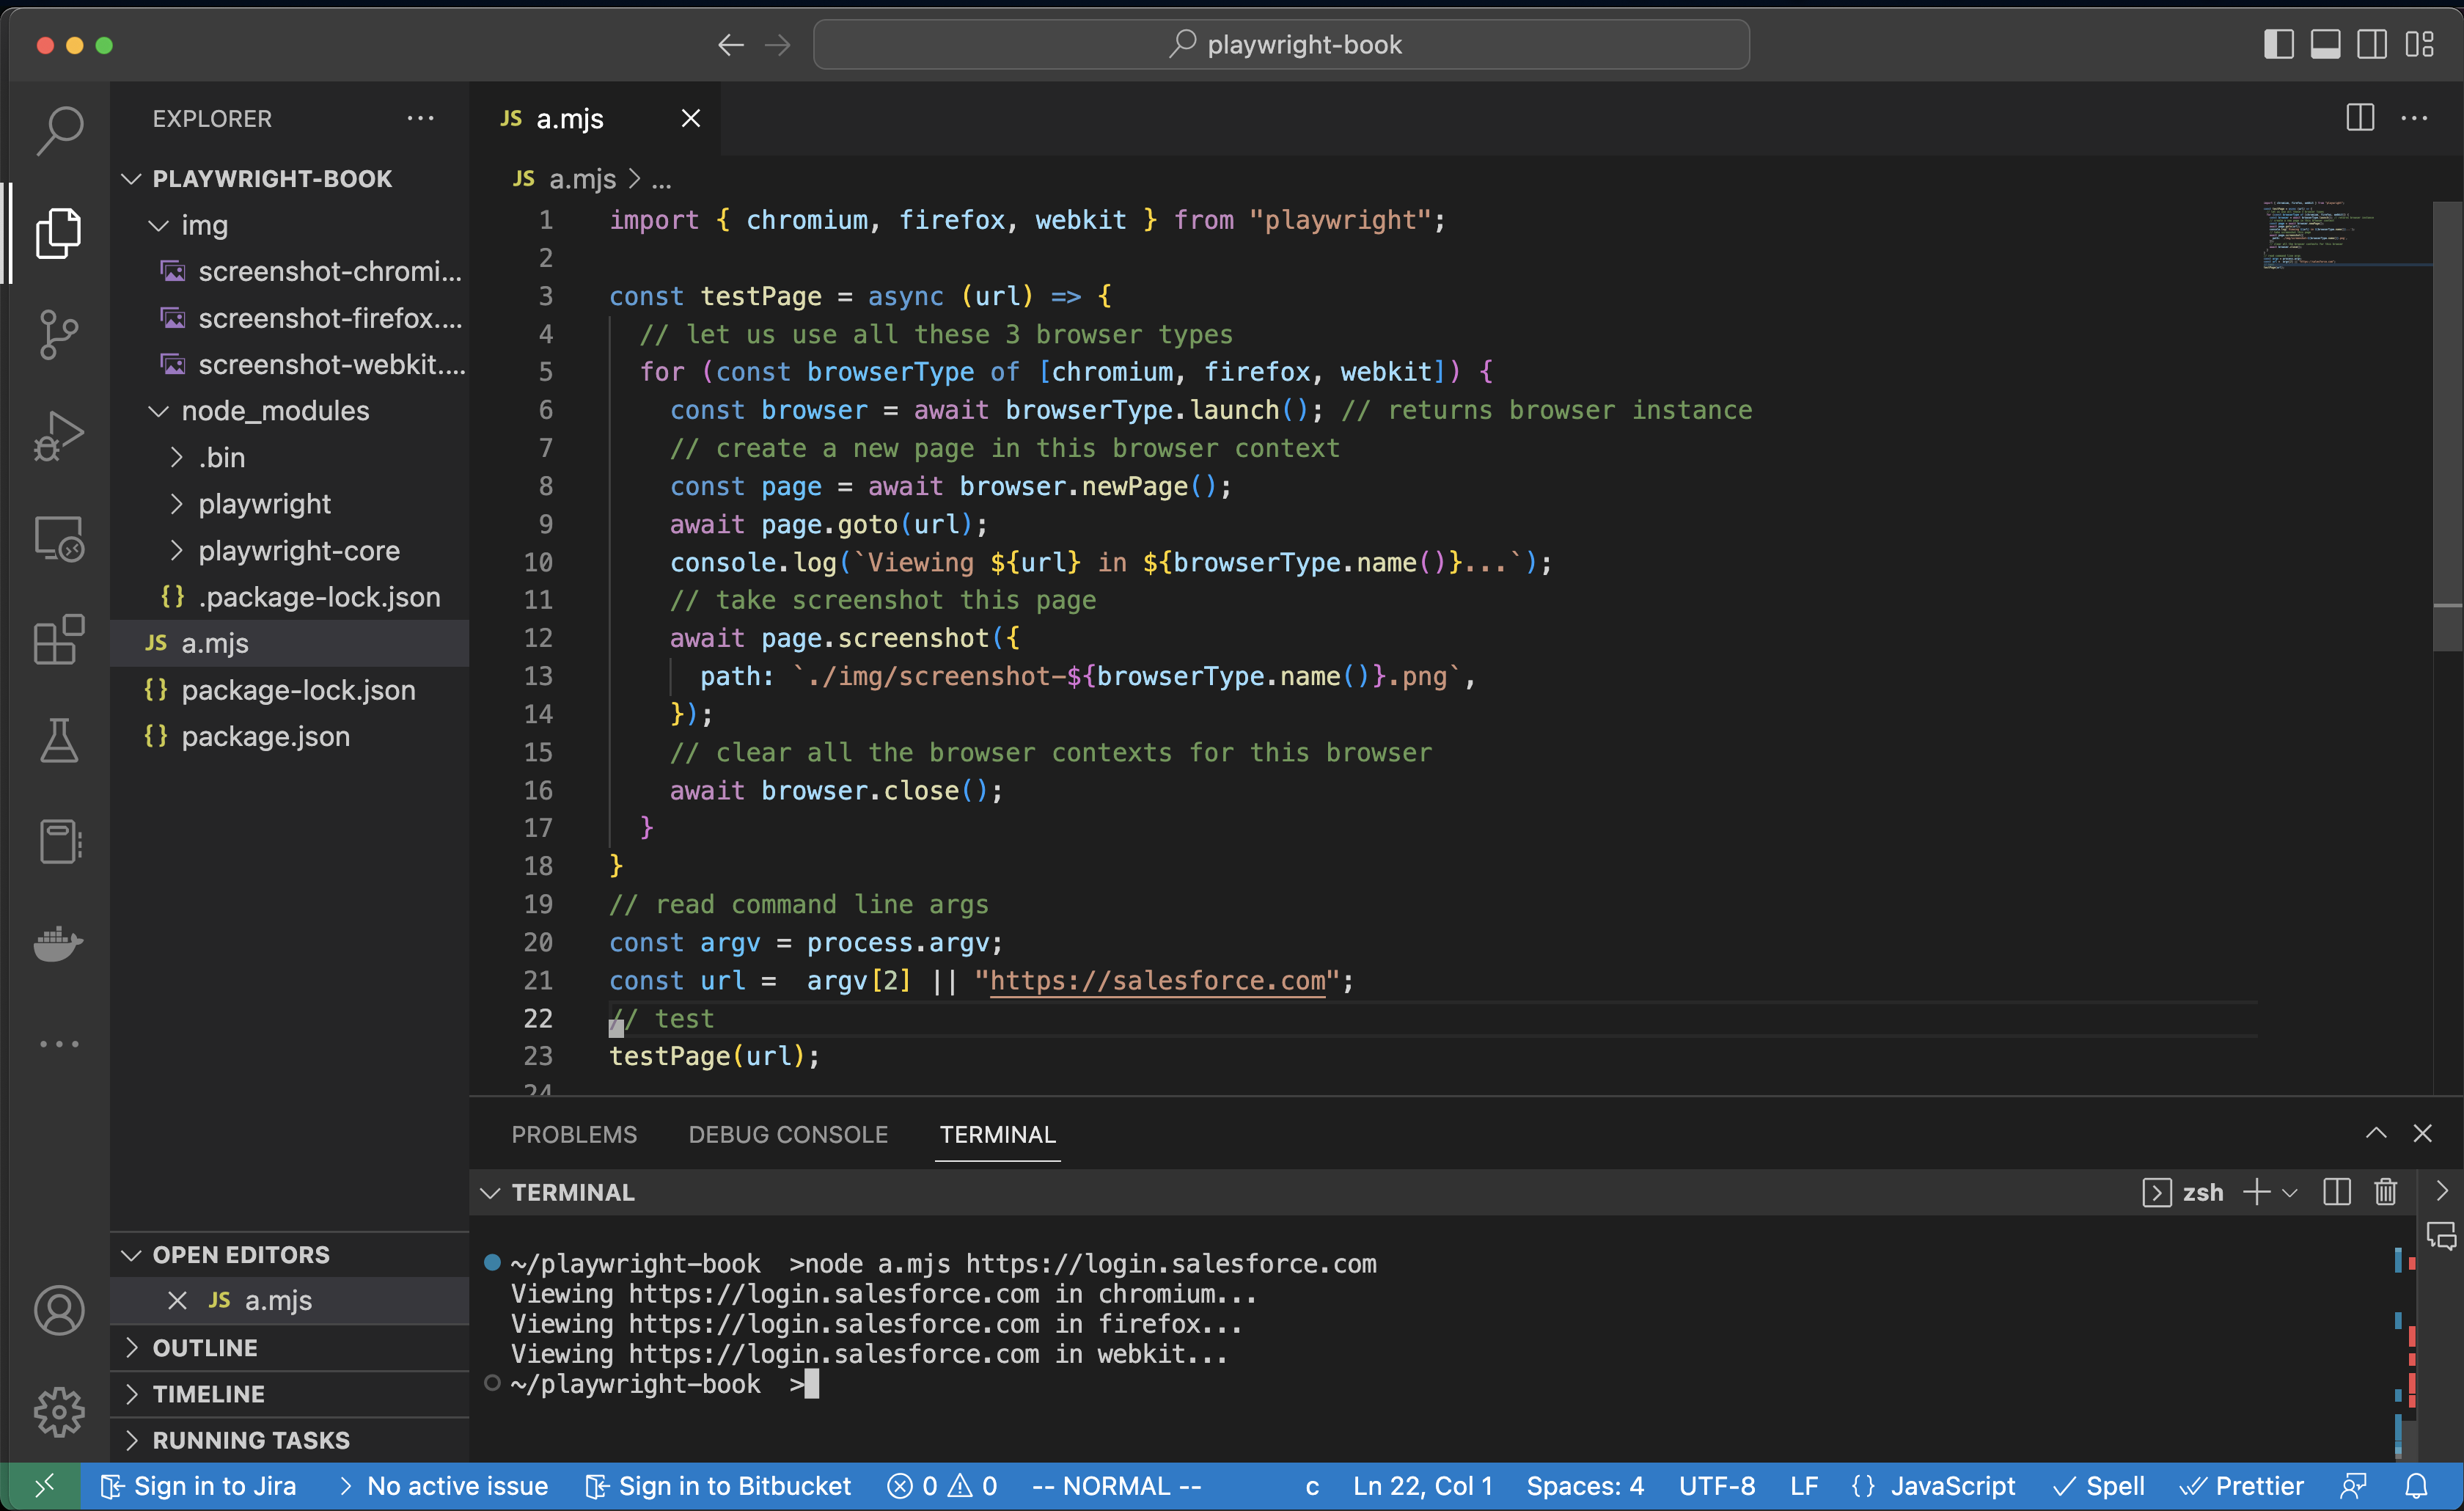 playwright-book
EXPLORER
PLAYWRIGHT-BOOK
img
screenshot-chromi...
screenshot-firefox....
screenshot-webkit....
node_modules
.bin
playwright
playwright-core
{} .package-lock.json
JS a.mjs
{} package-lock.json
{} package.json
OPEN EDITORS
JS a.mjs
OUTLINE
TIMELINE
RUNNING TASKS
JS a.mjs
JS a.mjs > ...
1 import { chromium, firefox, webkit } from "playwright";
2
3 const testPage = async (url) => {
4 // let us use all these 3 browser types
5 for (const browserType of [chromium, firefox, webkit]) {
6 const browser = await browserType.launch(); // returns browser instance
7 // create a new page in this browser context
8 const page = await browser.newPage();
9 await page.goto(url);
10 console.log(`Viewing ${url} in ${browserType.name()}...`);
11 // take screenshot this page
12 await page.screenshot({
13 path: `./img/screenshot-${browserType.name()}.png`,
14 });
15 // clear all the browser contexts for this browser
16 await browser.close();
17 }
18 }
19 // read command line args
20 const argv = process.argv;
21 const url =  argv[2] || "https://salesforce.com";
22 // test
23 testPage(url);
24
PROBLEMS DEBUG CONSOLE TERMINAL
TERMINAL
zsh
~/playwright-book  >node a.mjs https://login.salesforce.com
Viewing https://login.salesforce.com in chromium...
Viewing https://login.salesforce.com in firefox...
Viewing https://login.salesforce.com in webkit...
~/playwright-book  >
Sign in to Jira > No active issue Sign in to Bitbucket 0 0 -- NORMAL -- c Ln 22, Col 1 Spaces: 4 UTF-8 LF {} JavaScript Spell Prettier